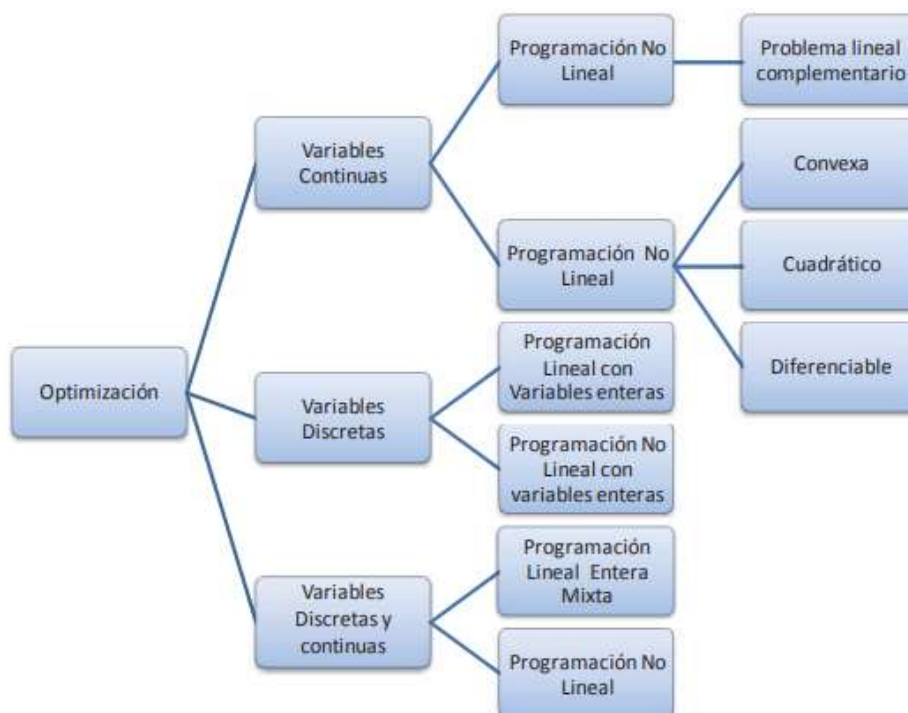 Optimización
Variables
Continuas
Programación No
Lineal
Problema lineal
complementario
Programación No
Lineal
Convexa
Cuadrático
Diferenciable
Variables
Discretas
Programación
Lineal con
Variables enteras
Programación No
Lineal con
variables enteras
Variables
Discretas y
continuas
Programación
Lineal Entera
Mixta
Programación No
Lineal